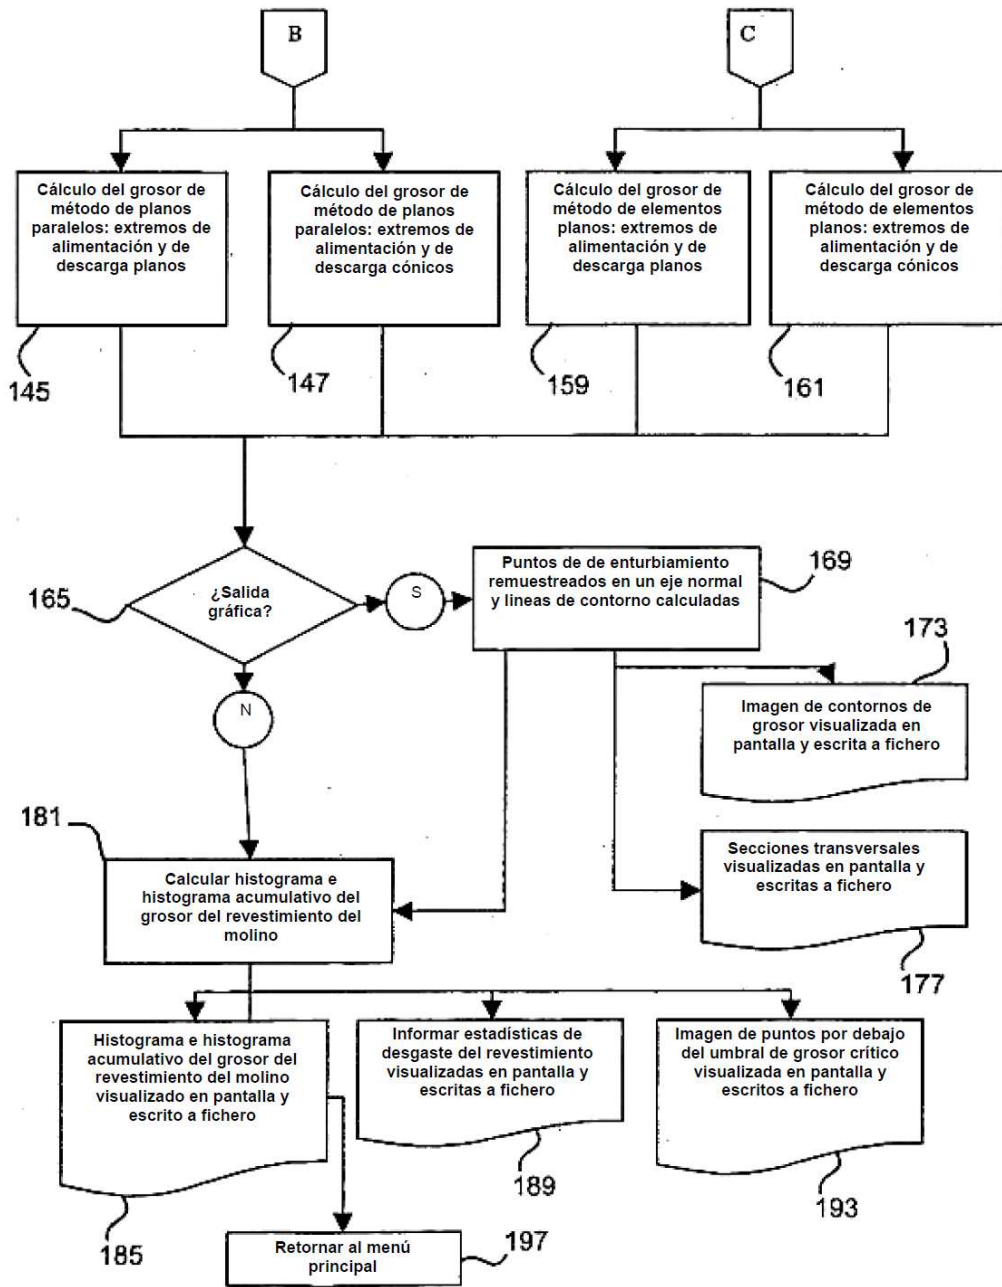 B
C
Cálculo del grosor de
método de planos
paralelos: extremos de
alimentación y de
descarga planos
Cálculo del grosor de
método de planos
paralelos: extremos de
alimentación y de
descarga cónicos
Cálculo del grosor de
método de elementos
planos: extremos de
alimentación y de
descarga planos
Cálculo del grosor de
método de elementos
planos: extremos de
alimentación y de
descarga cónicos
145
147
159
161
¿Salida
gráfica?
165
S
Puntos de de enturbiamiento
remuestreados en un eje normal
y lineas de contorno calculadas
169
173
N
Imagen de contornos de
grosor visualizada en
pantalla y escrita a fichero
181
Secciones transversales
visualizadas en pantalla y
escritas a fichero
Calcular histograma e
histograma acumulativo del
grosor del revestimiento del
molino
177
Histograma e histograma
acumulativo del grosor del
revestimiento del molino
visualizado en pantalla y
escrito a fichero
Informar estadísticas de
desgaste del revestimiento
visualizadas en pantalla y
escritas a fichero
Imagen de puntos por debajo
del umbral de grosor crítico
visualizada en pantalla y
escritos a fichero
189
193
185
Retornar al menú
principal
197